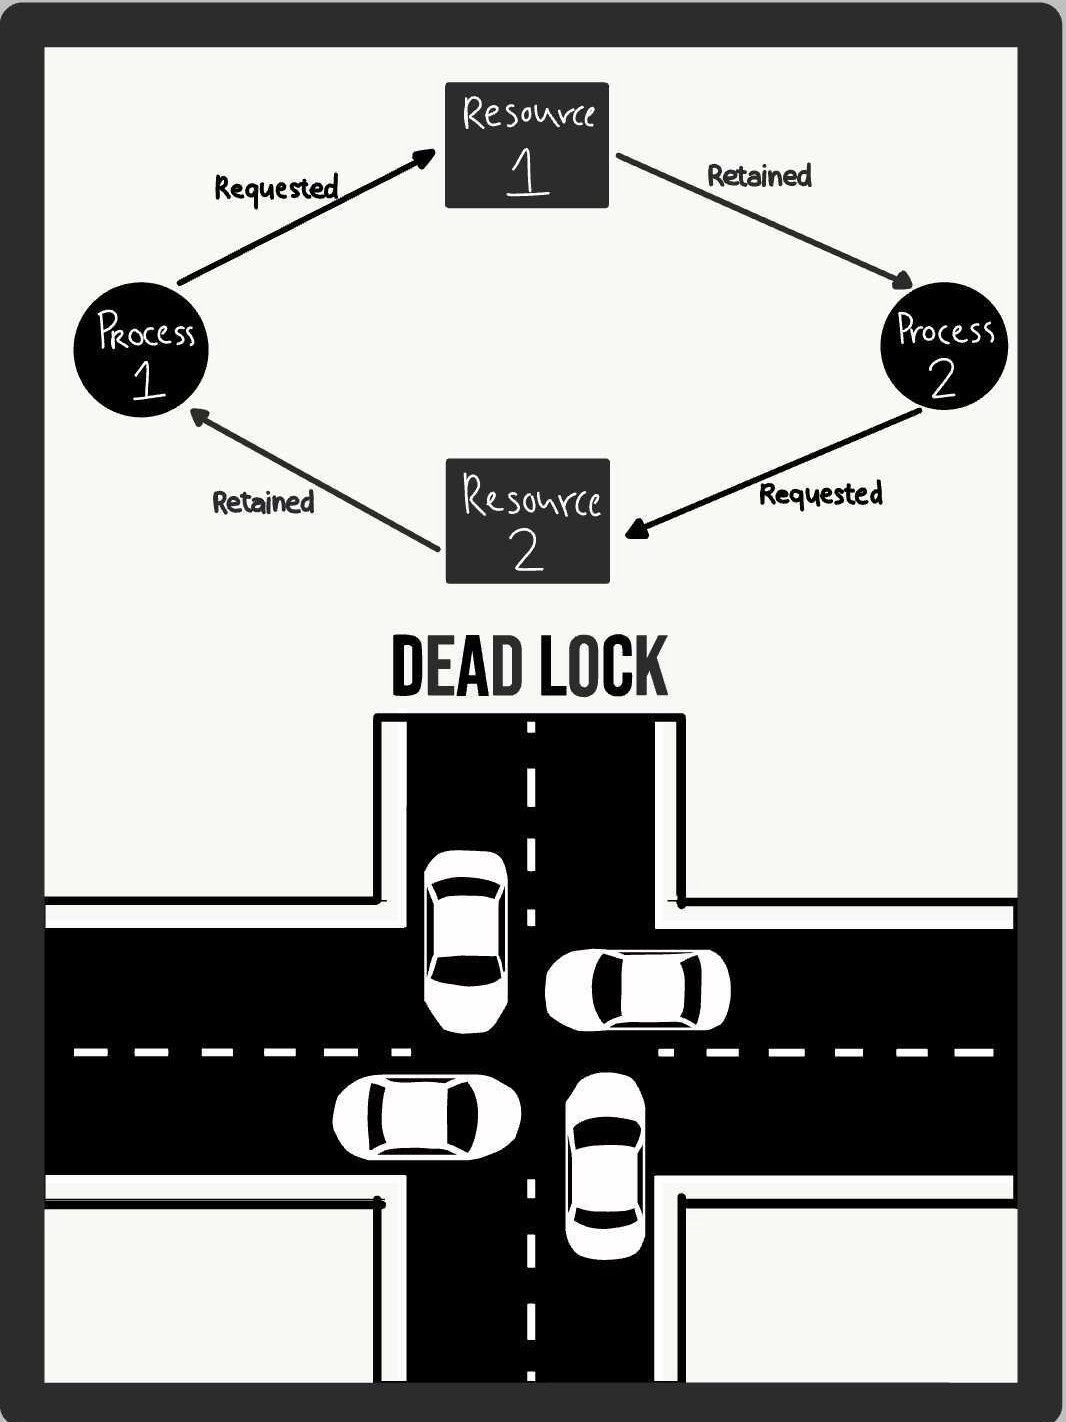 Resource
1
Requested
Retained
Process
1
Process
2
Retained
Requested
Resource
2
DEAD LOCK